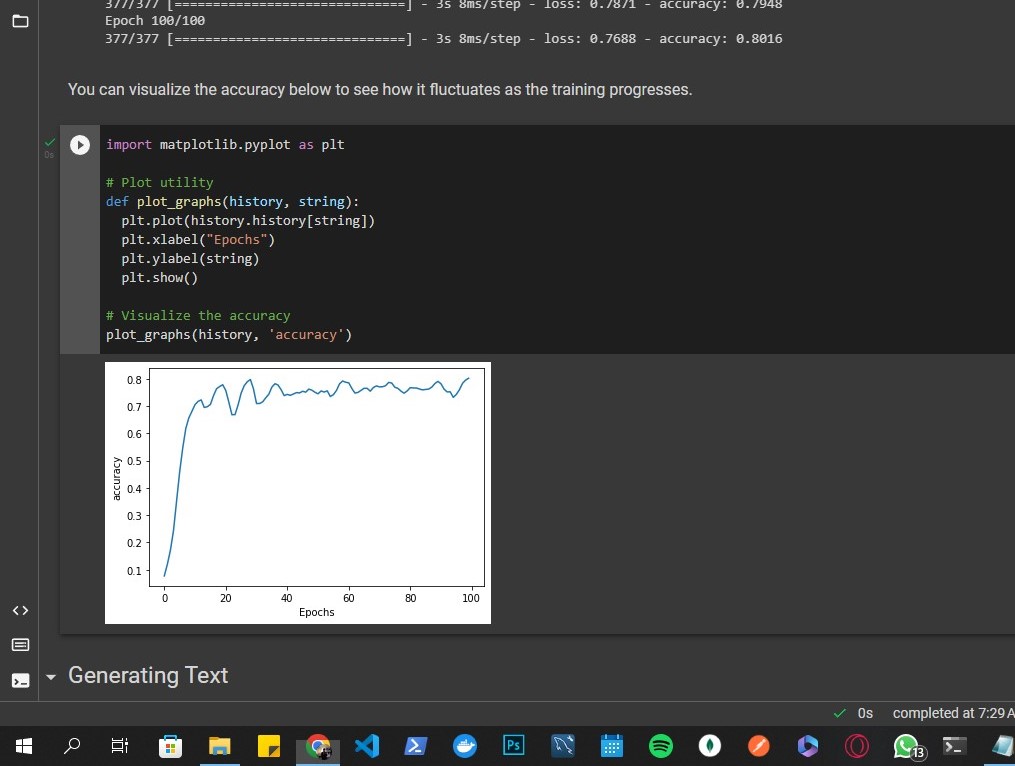 377/377 [==============================] - 3s 8ms/step - loss: 0.7871 - accuracy: 0.7948
Epoch 100/100
377/377 [==============================] - 3s 8ms/step - loss: 0.7688 - accuracy: 0.8016
You can visualize the accuracy below to see how it fluctuates as the training progresses.
0s
import matplotlib.pyplot as plt
# Plot utility
def plot_graphs(history, string):
  plt.plot(history.history[string])
  plt.xlabel("Epochs")
  plt.ylabel(string)
  plt.show()
# Visualize the accuracy
plot_graphs(history, 'accuracy')
0.8
0.7
0.6
0.5
0.4
0.3
0.2
0.1
accuracy
0 20 40 60 80 100
Epochs
Generating Text
0s completed at 7:29 A
Ps
13